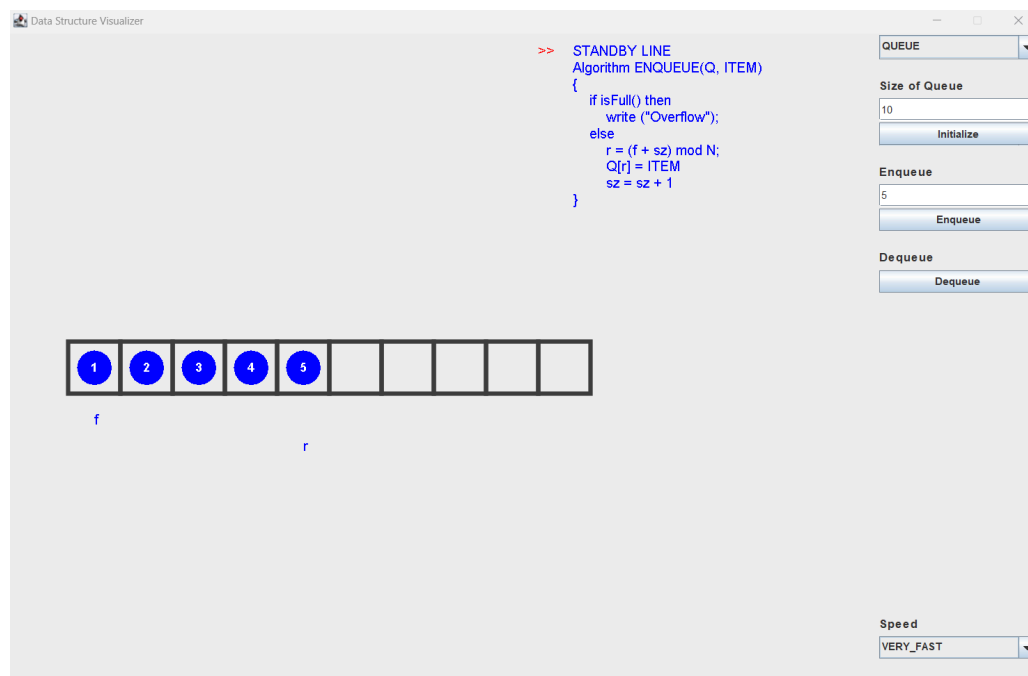 Data Structure Visualizer
>> STANDBY LINE
Algorithm ENQUEUE(Q, ITEM)
{
if isFull() then
write ("Overflow");
else
r = (f + sz) mod N;
Q[r] = ITEM
sz = sz + 1
}
QUEUE
Size of Queue
10
Initialize
Enqueue
5
Enqueue
Dequeue
Dequeue
1 2 3 4 5
f
r
Speed
VERY_FAST